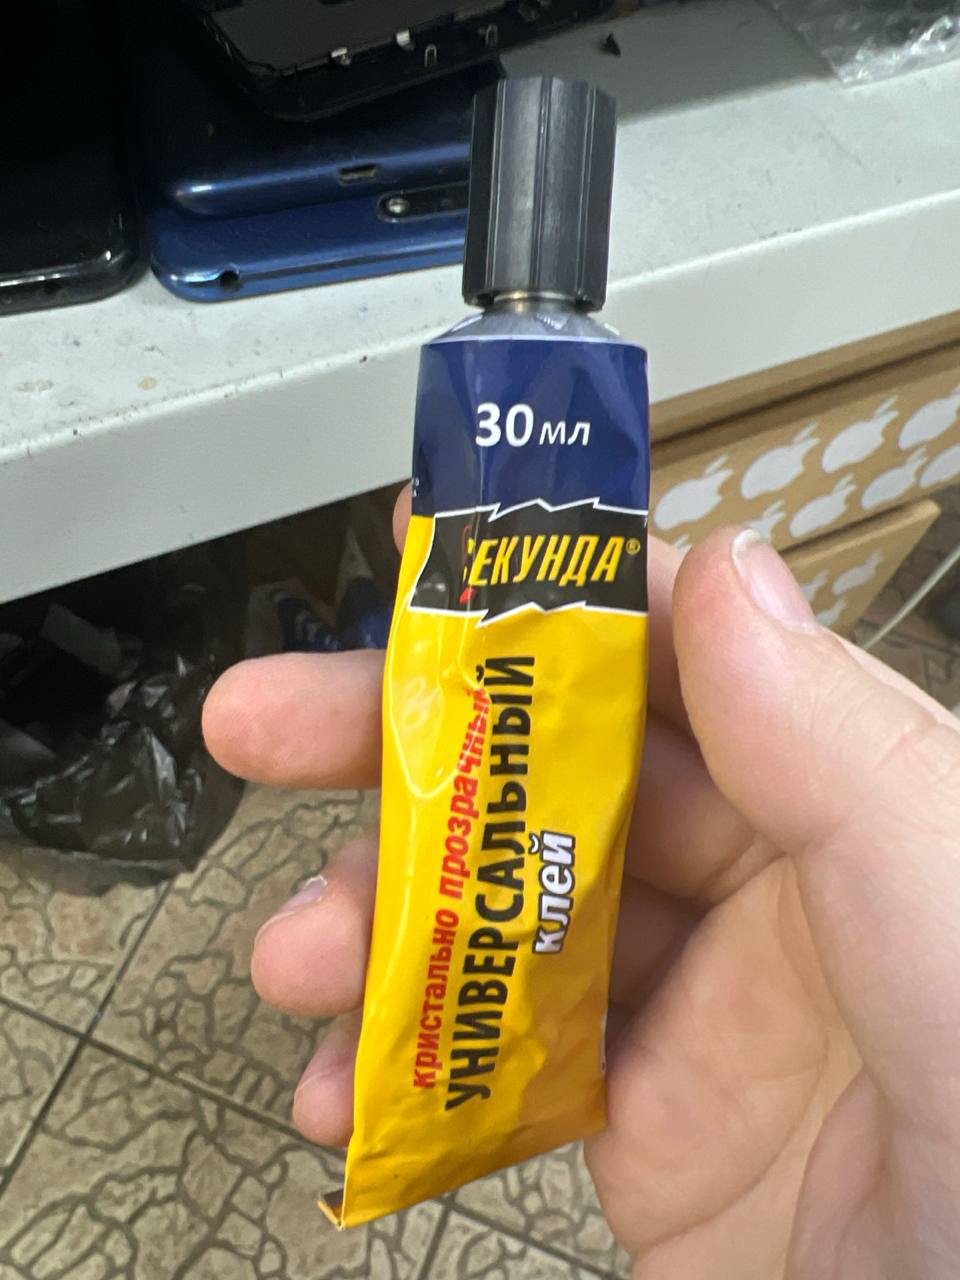 30 мл
СЕКУНДА®
кристально прозрачный
УНИВЕРСАЛЬНЫЙ
клей